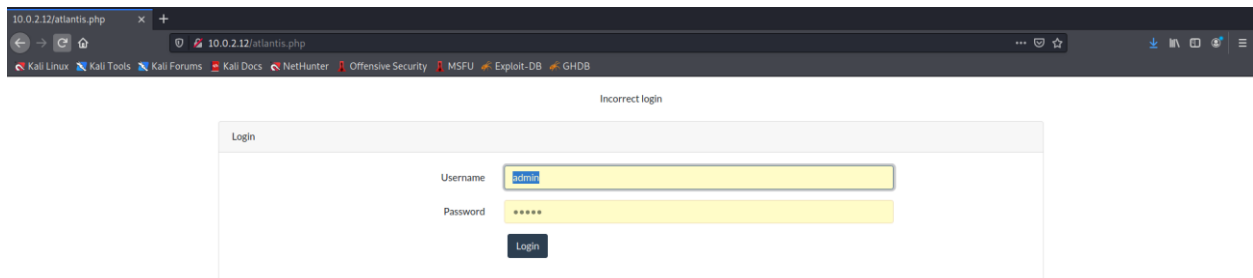 10.0.2.12/atlantis.php
10.0.2.12/atlantis.php
Kali Linux Kali Tools Kali Forums Kali Docs NetHunter Offensive Security MSFU Exploit-DB GHDB
Incorrect login
Login
Username admin
Password •••••
Login